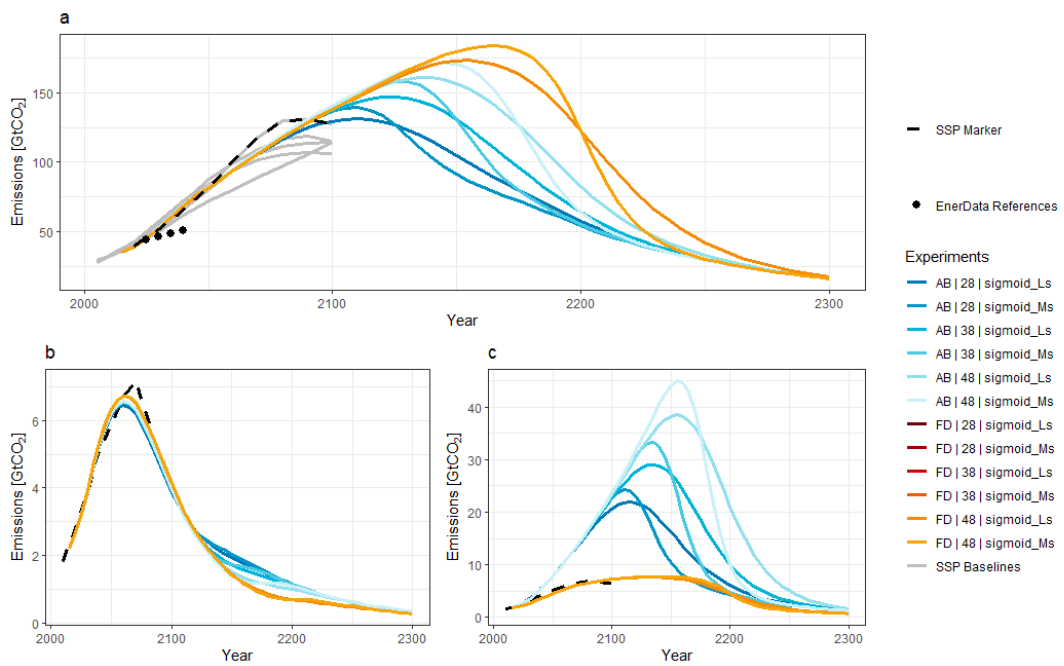 a
150
100
50
Emissions [GtCO₂]
2000
2100
2200
2300
Year
SSP Marker
EnerData References
Experiments
AB | 28 | sigmoid_Ls
AB | 28 | sigmoid_Ms
AB | 38 | sigmoid_Ls
AB | 38 | sigmoid_Ms
AB | 48 | sigmoid_Ls
AB | 48 | sigmoid_Ms
FD | 28 | sigmoid_Ls
FD | 28 | sigmoid_Ms
FD | 38 | sigmoid_Ls
FD | 38 | sigmoid_Ms
FD | 48 | sigmoid_Ls
FD | 48 | sigmoid_Ms
SSP Baselines
b
6
4
2
0
Emissions [GtCO₂]
2000
2100
2200
2300
Year
c
40
30
20
10
0
Emissions [GtCO₂]
2000
2100
2200
2300
Year